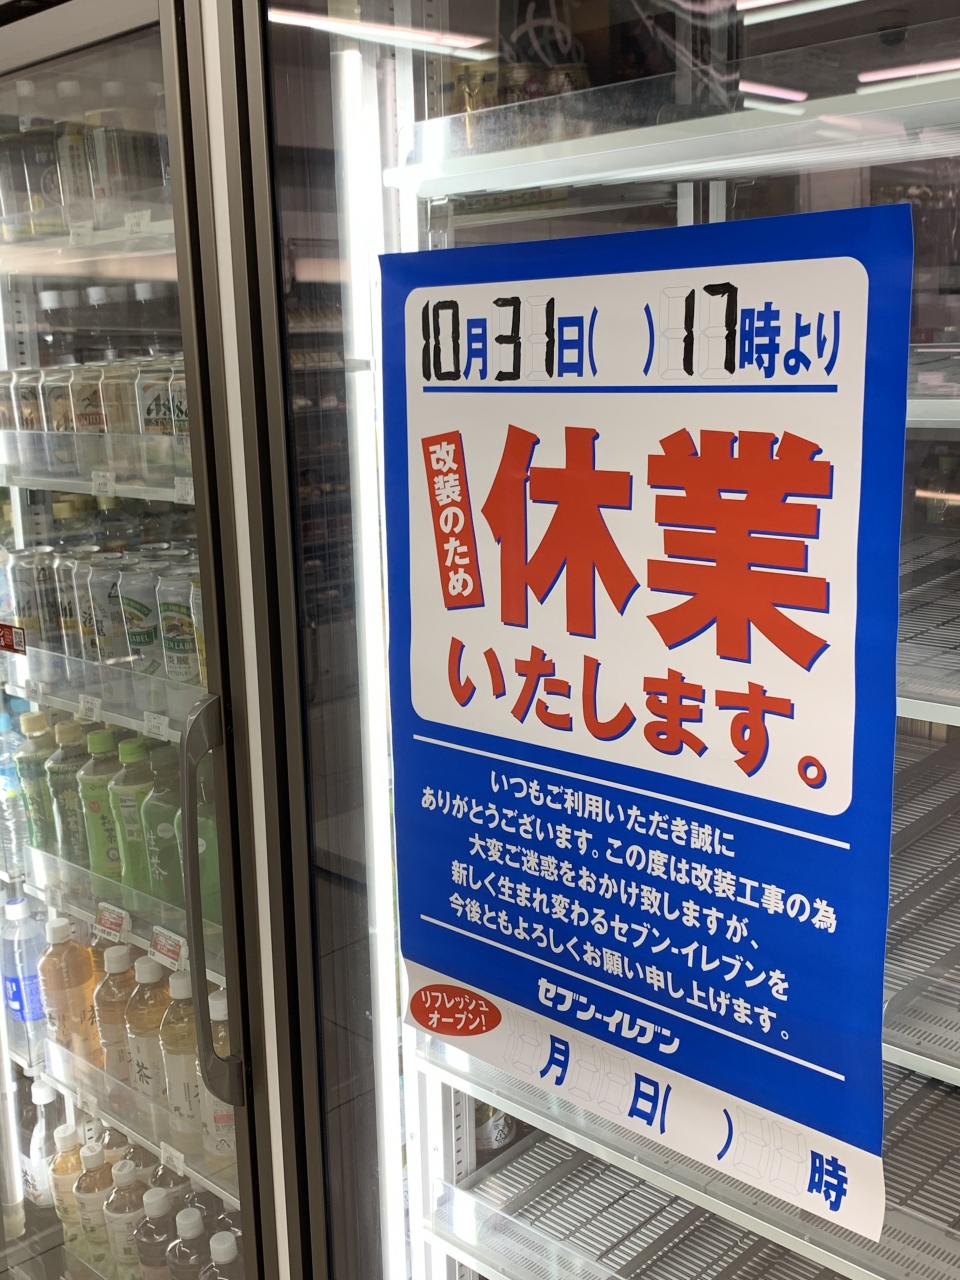 10月31日( )17時より
改装のため
休業
いたします。
いつもご利用いただき誠に
ありがとうございます。この度は改装工事の為
大変ご迷惑をおかけ致しますが、
新しく生まれ変わるセブン-イレブンを
今後ともよろしくお願い申し上げます。
セブン-イレブン
リフレッシュ
オープン!
月 日( ) 時